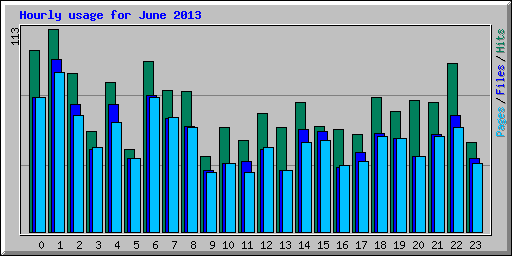 Hourly usage for June 2013
113
Pages/Files/Hits
0 1 2 3 4 5 6 7 8 9 10 11 12 13 14 15 16 17 18 19 20 21 22 23